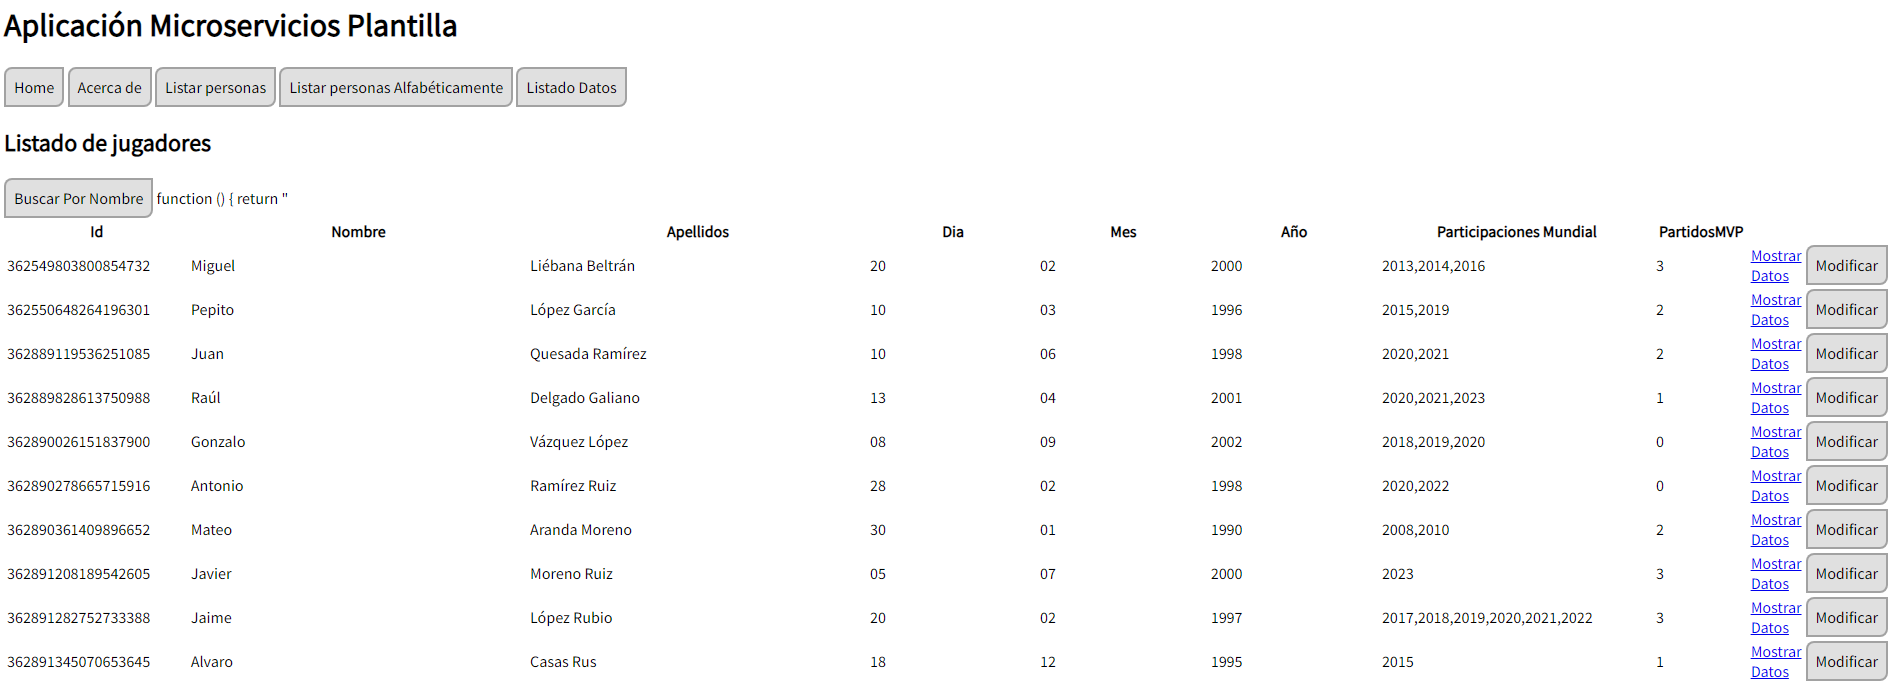 Aplicación Microservicios Plantilla
Home Acerca de Listar personas Listar personas Alfabéticamente Listado Datos
Listado de jugadores
Buscar Por Nombre function () { return ''
Id Nombre Apellidos Dia Mes Año Participaciones Mundial PartidosMVP
362549803800854732 Miguel Liébana Beltrán 20 02 2000 2013,2014,2016 3 Mostrar Datos Modificar
362550648264196301 Pepito López García 10 03 1996 2015,2019 2 Mostrar Datos Modificar
362889119536251085 Juan Quesada Ramírez 10 06 1998 2020,2021 2 Mostrar Datos Modificar
362889828613750988 Raúl Delgado Galiano 13 04 2001 2020,2021,2023 1 Mostrar Datos Modificar
362890026151837900 Gonzalo Vázquez López 08 09 2002 2018,2019,2020 0 Mostrar Datos Modificar
362890278665715916 Antonio Ramírez Ruiz 28 02 1998 2020,2022 0 Mostrar Datos Modificar
362890361409896652 Mateo Aranda Moreno 30 01 1990 2008,2010 2 Mostrar Datos Modificar
362891208189542605 Javier Moreno Ruiz 05 07 2000 2023 3 Mostrar Datos Modificar
362891282752733388 Jaime López Rubio 20 02 1997 2017,2018,2019,2020,2021,2022 3 Mostrar Datos Modificar
362891345070653645 Alvaro Casas Rus 18 12 1995 2015 1 Mostrar Datos Modificar